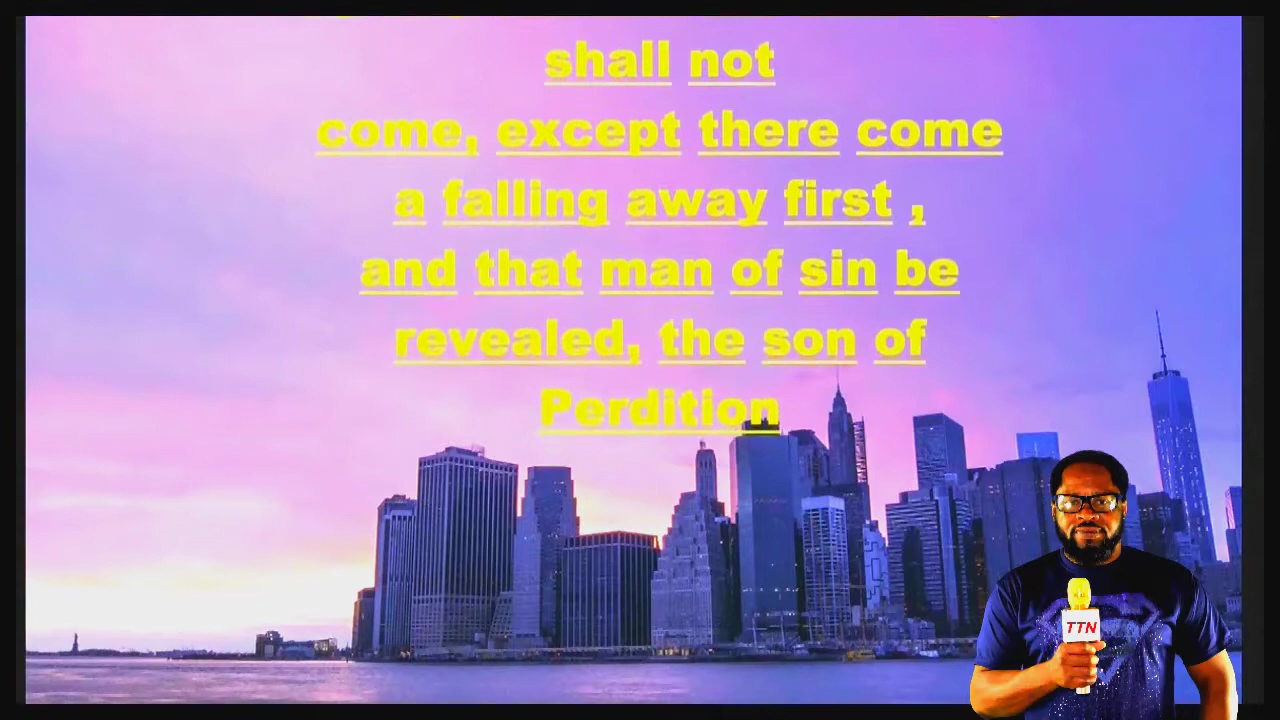 shall not
come, except there come
a falling away first ,
and that man of sin be
revealed, the son of
Perdition
TTN